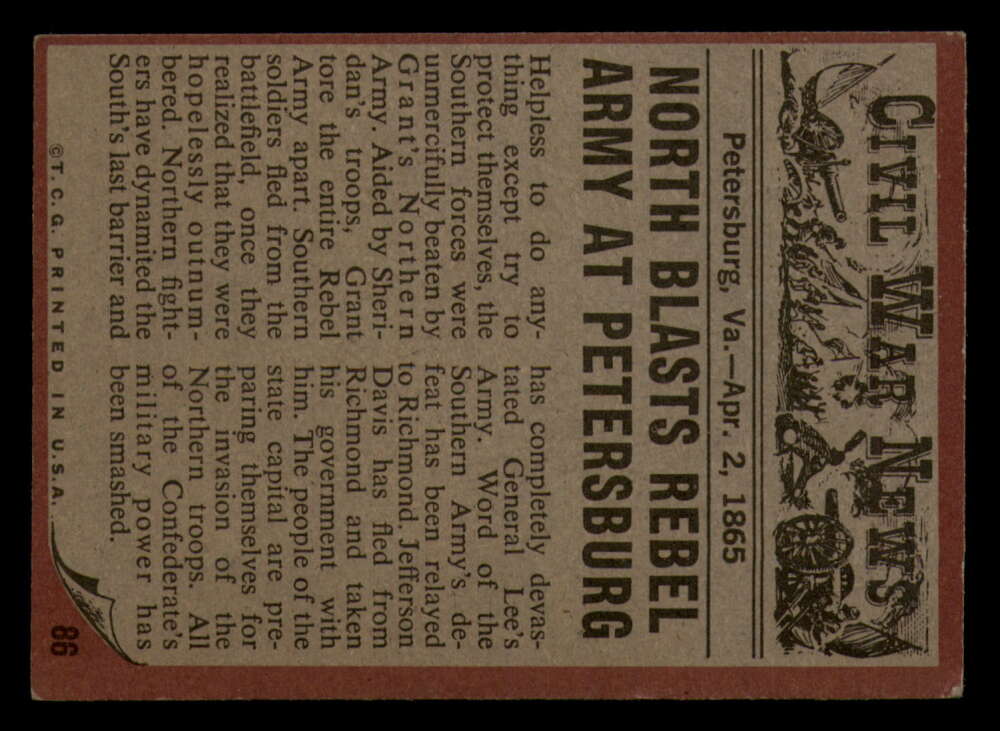 CIVIL WAR NEWS
Petersburg, Va.—Apr. 2, 1865
NORTH BLASTS REBEL
ARMY AT PETERSBURG
Helpless to do any-
thing except try to
protect themselves, the
Southern forces were
unmercifully beaten by
Grant's Northern
Army. Aided by Sheri-
dan's troops, Grant
tore the entire Rebel
Army apart. Southern
soldiers fled from the
battlefield, once they
realized that they were
hopelessly outnum-
bered. Northern fight-
ers have dynamited the
South's last barrier and
has completely devas-
tated General Lee's
Army. Word of the
Southern Army's de-
feat has been relayed
to Richmond. Jefferson
Davis has fled from
Richmond and taken
his government with
him. The people of the
state capital are pre-
paring themselves for
the invasion of the
Northern troops. All
of the Confederate's
military power has
been smashed.
©T.C.G. PRINTED IN U.S.A.
86